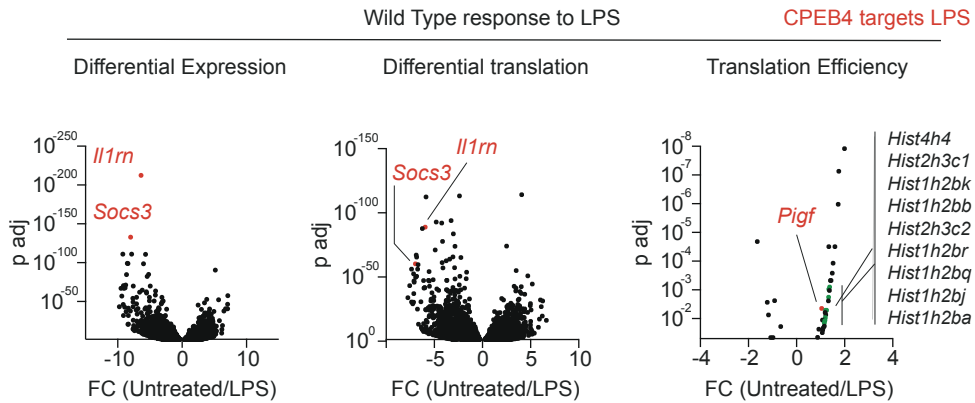 Wild Type response to LPS
CPEB4 targets LPS
Differential Expression
Differential translation
Translation Efficiency
10-250
10-200
10-150
10-100
10-50
p adj
Il1rn
Socs3
-10 0 10
FC (Untreated/LPS)
10-150
10-100
10-50
100
p adj
Il1rn
Socs3
-5 0 5
FC (Untreated/LPS)
10-8
10-7
10-6
10-5
10-4
10-3
10-2
p adj
Pigf
-4 -2 0 2 4
FC (Untreated/LPS)
Hist4h4
Hist2h3c1
Hist1h2bk
Hist1h2bb
Hist2h3c2
Hist1h2br
Hist1h2bq
Hist1h2bj
Hist1h2ba